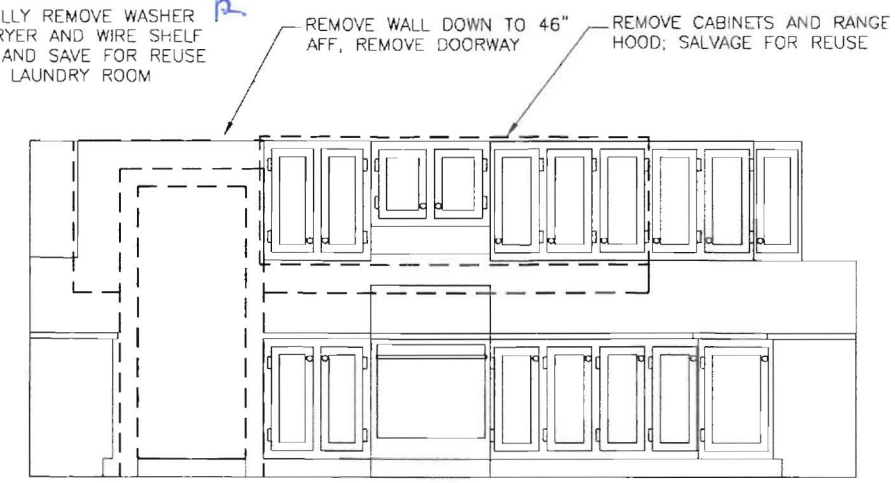 LLY REMOVE WASHER
RYER AND WIRE SHELF
AND SAVE FOR REUSE
LAUNDRY ROOM
REMOVE WALL DOWN TO 46"
AFF, REMOVE DOORWAY
REMOVE CABINETS AND RANGE
HOOD; SALVAGE FOR REUSE